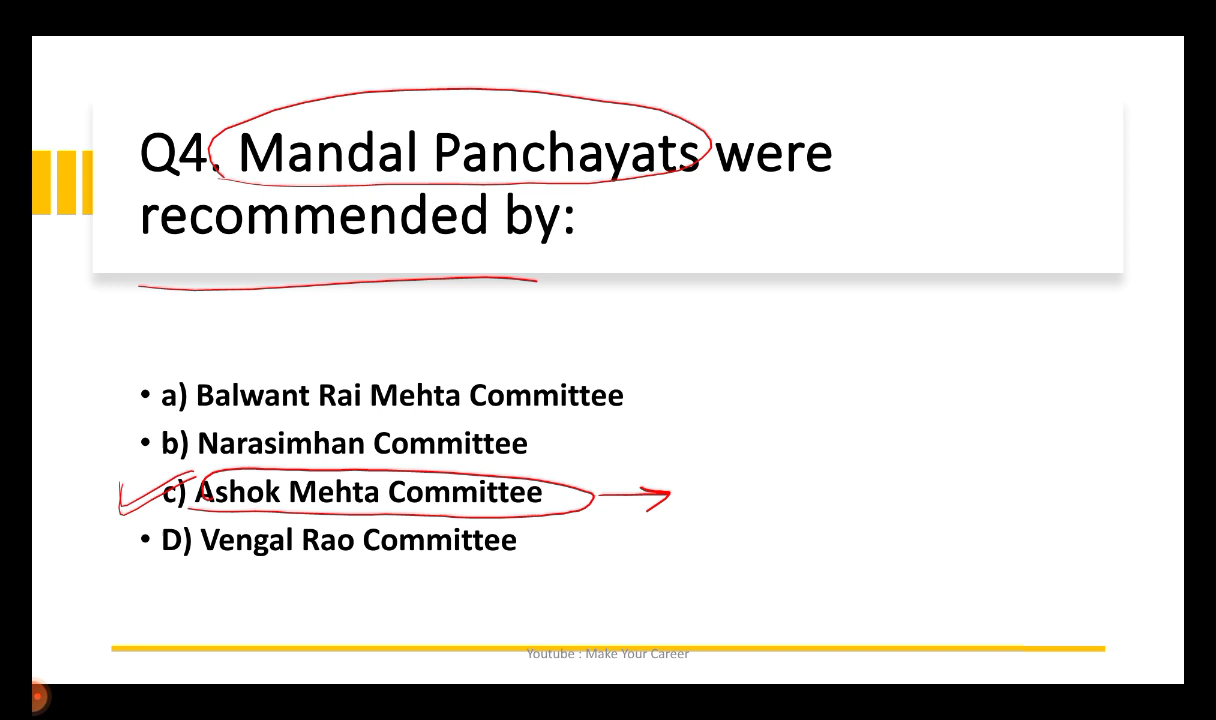 Q4. Mandal Panchayats were
recommended by:
• a) Balwant Rai Mehta Committee
• b) Narasimhan Committee
c) Ashok Mehta Committee
• D) Vengal Rao Committee
Youtube : Make Your Career